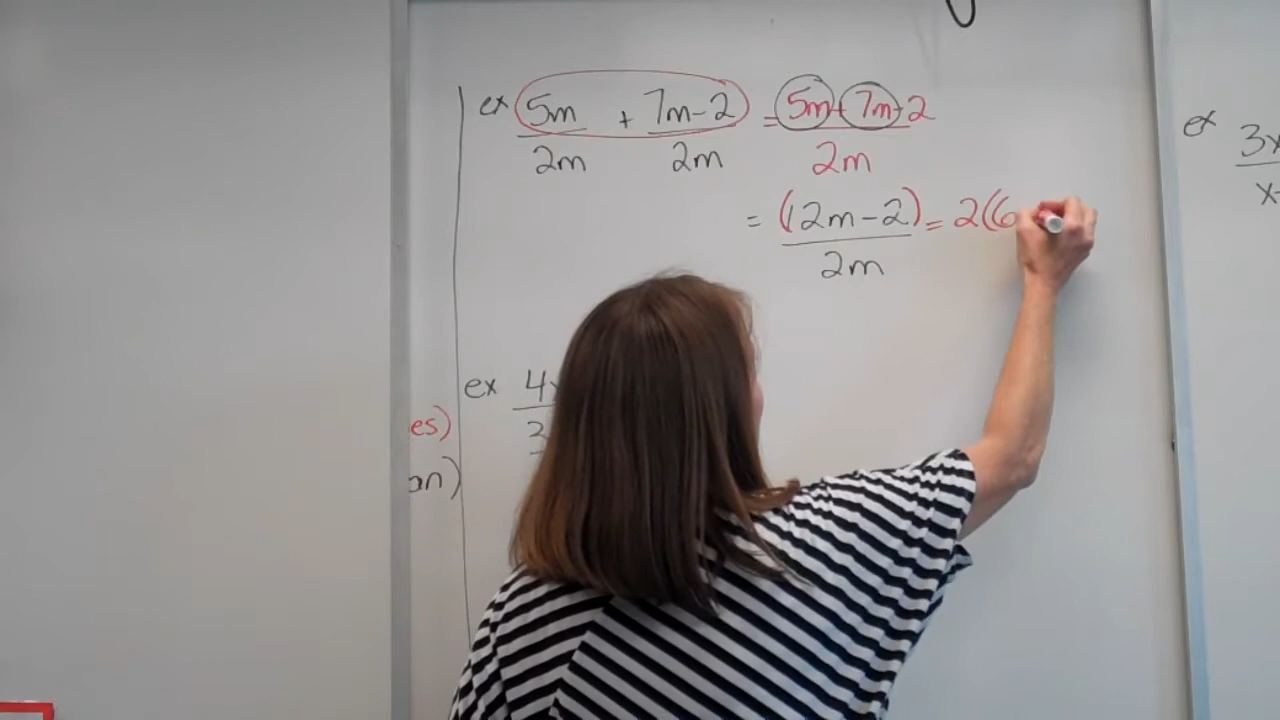 ex 5m/2m + 7m-2/2m = 5m+7m-2/2m
= (12m-2)/2m = 2(6
ex 4
3
es)
on)
ex 3x
x-